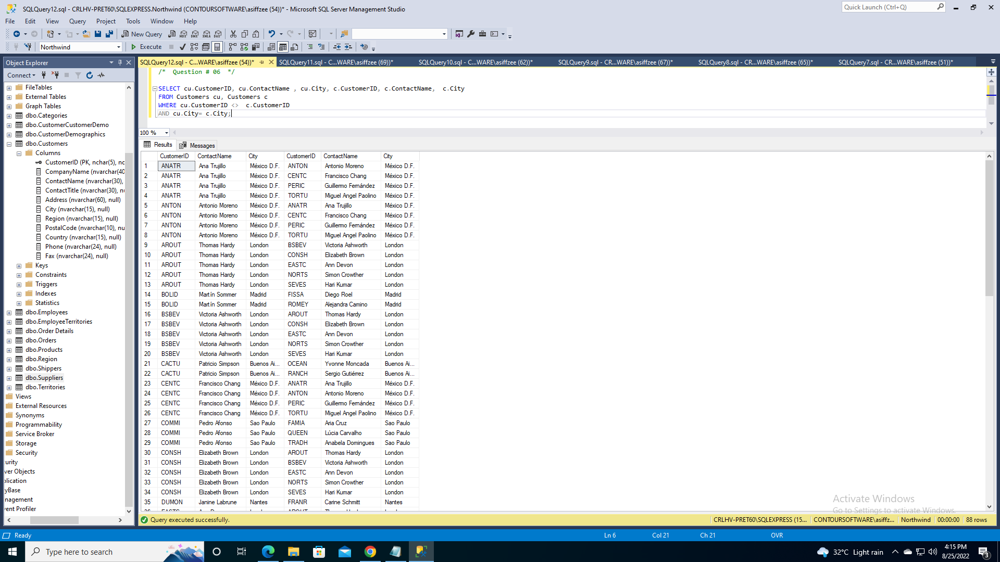 SQLQuery12.sql - CRLHV-PRET60\SQLEXPRESS.Northwind (CONTOURSOFTWARE\asiffzee (54))* - Microsoft SQL Server Management Studio
Quick Launch (Ctrl+Q)
File Edit View Query Project Tools Window Help
New Query
MDX DMX XMLA DAX
Northwind
Execute
Object Explorer
Connect
SQLQuery12.sql - C...WARE\asiffzee (54))*
SQLQuery11.sql - C...WARE\asiffzee (69))*
SQLQuery10.sql - C...WARE\asiffzee (62))*
SQLQuery9.sql - CR...WARE\asiffzee (67))*
SQLQuery8.sql - CR...WARE\asiffzee (65))*
SQLQuery7.sql - CR...WARE\asiffzee (51))*
/* Question # 06 */
SELECT cu.CustomerID, cu.ContactName , cu.City, c.CustomerID, c.ContactName, c.City
FROM Customers cu, Customers c
WHERE cu.CustomerID <> c.CustomerID
AND cu.City= c.City;
100 %
FileTables
External Tables
Graph Tables
dbo.Categories
dbo.CustomerCustomerDemo
dbo.CustomerDemographics
dbo.Customers
Columns
CustomerID (PK, nchar(5), nc
CompanyName (nvarchar(40
ContactName (nvarchar(30),
ContactTitle (nvarchar(30), nu
Address (nvarchar(60), null)
City (nvarchar(15), null)
Region (nvarchar(15), null)
PostalCode (nvarchar(10), nu
Country (nvarchar(15), null)
Phone (nvarchar(24), null)
Fax (nvarchar(24), null)
Keys
Constraints
Triggers
Indexes
Statistics
dbo.Employees
dbo.EmployeeTerritories
dbo.Order Details
dbo.Orders
dbo.Products
dbo.Region
dbo.Shippers
dbo.Suppliers
dbo.Territories
Views
External Resources
Synonyms
Programmability
Service Broker
Storage
Security
urity
ver Objects
lication
yBase
nagement
ent Profiler
Results Messages
CustomerID ContactName City CustomerID ContactName City
1 ANATR Ana Trujillo México D.F. ANTON Antonio Moreno México D.F.
2 ANATR Ana Trujillo México D.F. CENTC Francisco Chang México D.F.
3 ANATR Ana Trujillo México D.F. PERIC Guillermo Fernández México D.F.
4 ANATR Ana Trujillo México D.F. TORTU Miguel Angel Paolino México D.F.
5 ANTON Antonio Moreno México D.F. ANATR Ana Trujillo México D.F.
6 ANTON Antonio Moreno México D.F. CENTC Francisco Chang México D.F.
7 ANTON Antonio Moreno México D.F. PERIC Guillermo Fernández México D.F.
8 ANTON Antonio Moreno México D.F. TORTU Miguel Angel Paolino México D.F.
9 AROUT Thomas Hardy London BSBEV Victoria Ashworth London
10 AROUT Thomas Hardy London CONSH Elizabeth Brown London
11 AROUT Thomas Hardy London EASTC Ann Devon London
12 AROUT Thomas Hardy London NORTS Simon Crowther London
13 AROUT Thomas Hardy London SEVES Hari Kumar London
14 BOLID Martín Sommer Madrid FISSA Diego Roel Madrid
15 BOLID Martín Sommer Madrid ROMEY Alejandra Camino Madrid
16 BSBEV Victoria Ashworth London AROUT Thomas Hardy London
17 BSBEV Victoria Ashworth London CONSH Elizabeth Brown London
18 BSBEV Victoria Ashworth London EASTC Ann Devon London
19 BSBEV Victoria Ashworth London NORTS Simon Crowther London
20 BSBEV Victoria Ashworth London SEVES Hari Kumar London
21 CACTU Patricio Simpson Buenos Ai... OCEAN Yvonne Moncada Buenos Ai...
22 CACTU Patricio Simpson Buenos Ai... RANCH Sergio Gutiérrez Buenos Ai...
23 CENTC Francisco Chang México D.F. ANATR Ana Trujillo México D.F.
24 CENTC Francisco Chang México D.F. ANTON Antonio Moreno México D.F.
25 CENTC Francisco Chang México D.F. PERIC Guillermo Fernández México D.F.
26 CENTC Francisco Chang México D.F. TORTU Miguel Angel Paolino México D.F.
27 COMMI Pedro Afonso Sao Paulo FAMIA Aria Cruz Sao Paulo
28 COMMI Pedro Afonso Sao Paulo QUEEN Lúcia Carvalho Sao Paulo
29 COMMI Pedro Afonso Sao Paulo TRADH Anabela Domingues Sao Paulo
30 CONSH Elizabeth Brown London AROUT Thomas Hardy London
31 CONSH Elizabeth Brown London BSBEV Victoria Ashworth London
32 CONSH Elizabeth Brown London EASTC Ann Devon London
33 CONSH Elizabeth Brown London NORTS Simon Crowther London
34 CONSH Elizabeth Brown London SEVES Hari Kumar London
35 DUMON Janine Labrune Nantes FRANR Carine Schmitt Nantes
Activate Windows
Go to Settings to activate Windows.
Query executed successfully.
CRLHV-PRET60\SQLEXPRESS (15... CONTOURSOFTWARE\asiffz... Northwind 00:00:00 88 rows
Ready Ln 6 Col 21 Ch 21 OVR
Type here to search
32°C Light rain
4:15 PM
8/25/2022
3